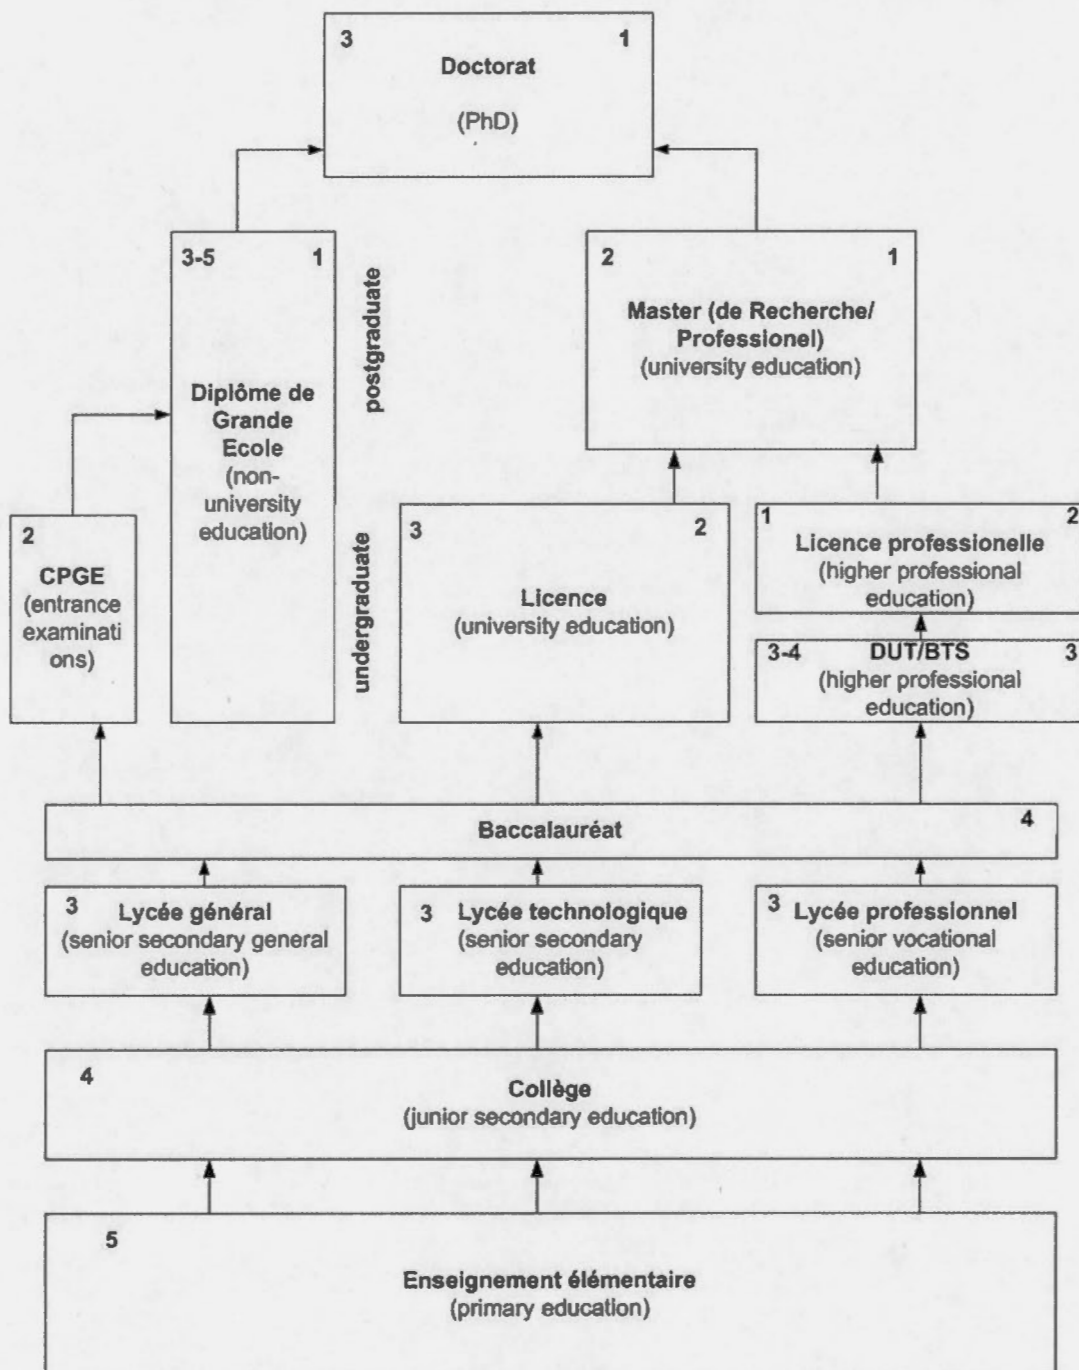 3 1
Doctorat
(PhD)
3-5 1
Diplôme de
Grande
Ecole
(non-
university
education)
postgraduate
undergraduate
2 1
Master (de Recherche/
Professionel)
(university education)
2
CPGE
(entrance
examinati
ons)
3 2
Licence
(university education)
1 2
Licence professionelle
(higher professional
education)
3-4 DUT/BTS 3
(higher professional
education)
Baccalauréat 4
3 Lycée général
(senior secondary general
education)
3 Lycée technologique
(senior secondary
education)
3 Lycée professionnel
(senior vocational
education)
4
Collège
(junior secondary education)
5
Enseignement élémentaire
(primary education)